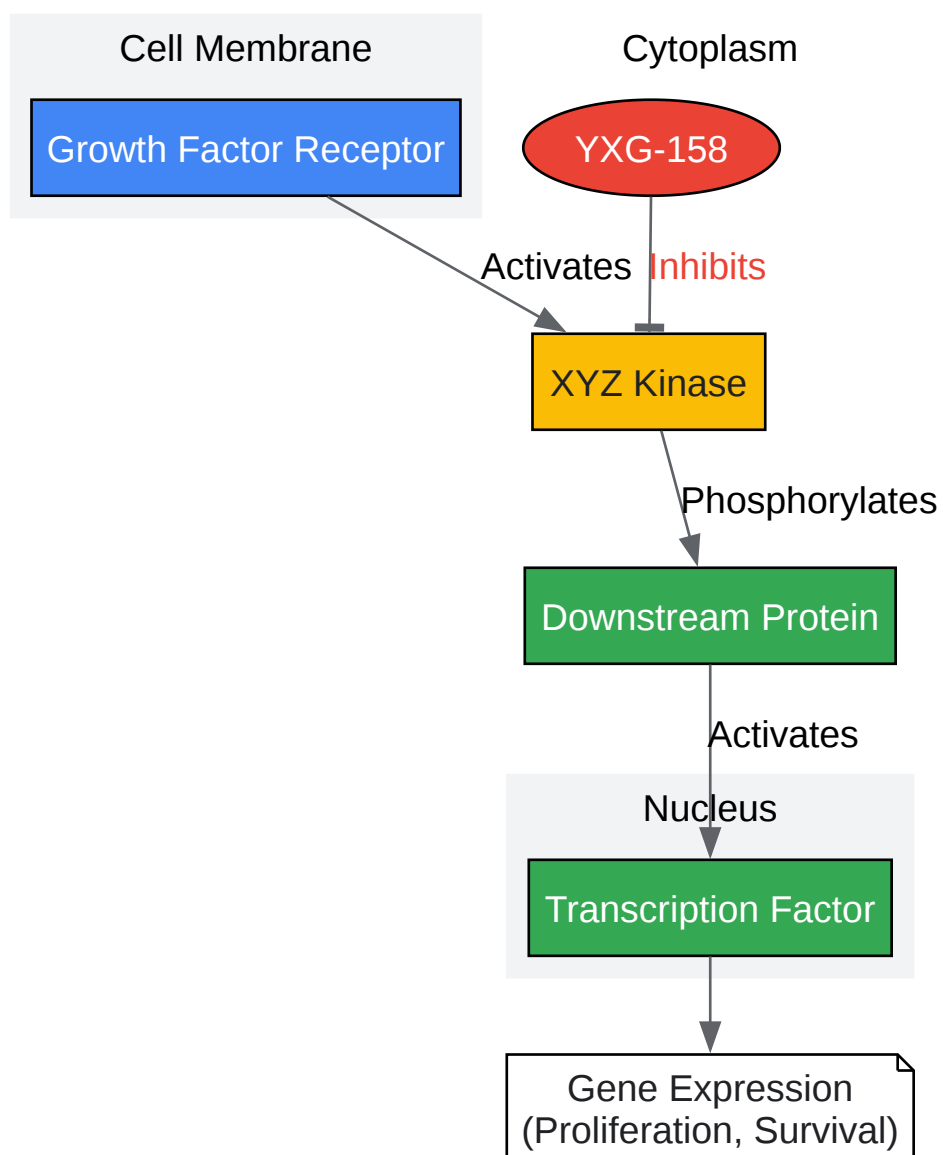 Cell Membrane
Cytoplasm
Growth Factor Receptor
YXG-158
Activates
Inhibits
XYZ Kinase
Phosphorylates
Downstream Protein
Activates
Nucleus
Transcription Factor
Gene Expression
(Proliferation, Survival)